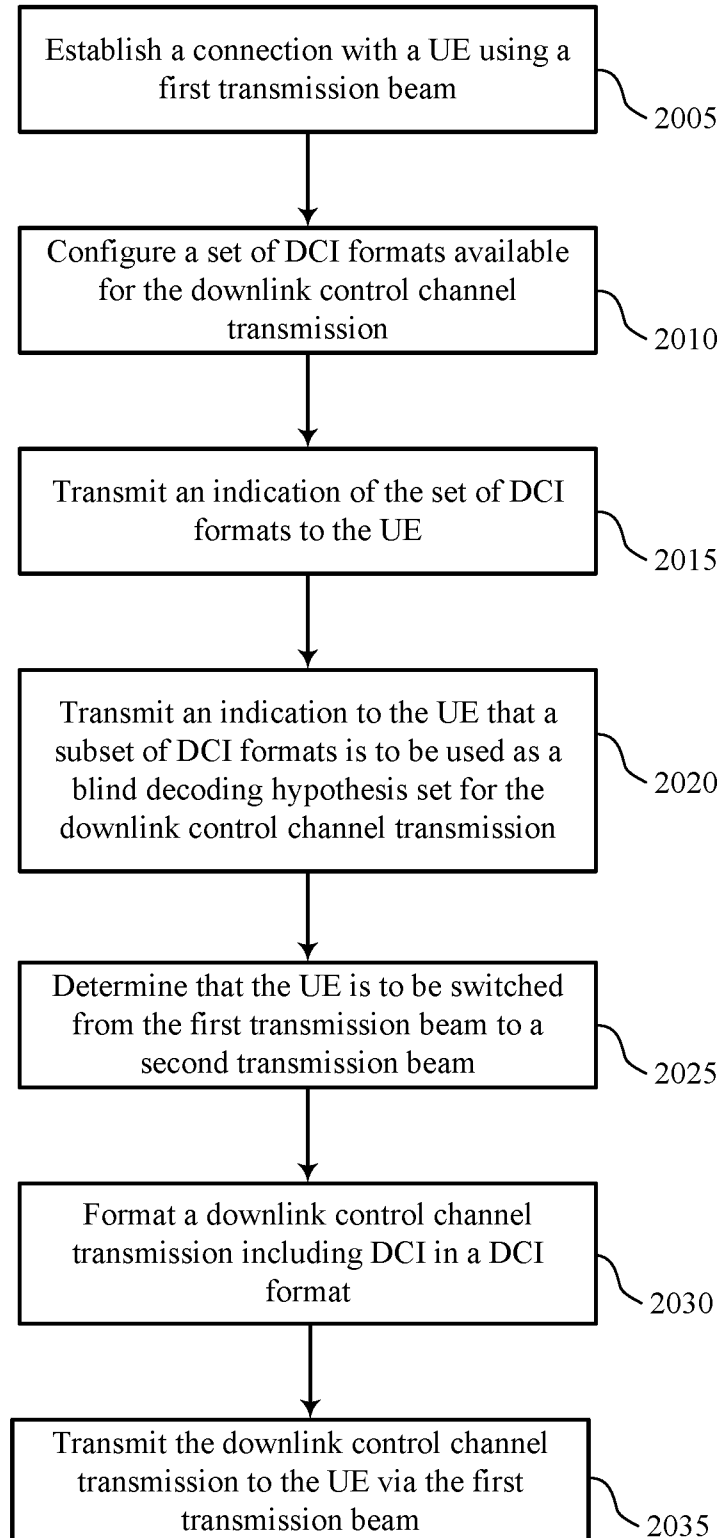 Establish a connection with a UE using a
first transmission beam
2005
Configure a set of DCI formats available
for the downlink control channel
transmission
2010
Transmit an indication of the set of DCI
formats to the UE
2015
Transmit an indication to the UE that a
subset of DCI formats is to be used as a
blind decoding hypothesis set for the
downlink control channel transmission
2020
Determine that the UE is to be switched
from the first transmission beam to a
second transmission beam
2025
Format a downlink control channel
transmission including DCI in a DCI
format
2030
Transmit the downlink control channel
transmission to the UE via the first
transmission beam
2035